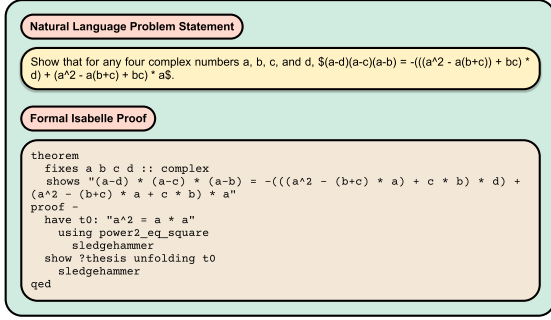 Natural Language Problem Statement
Show that for any four complex numbers a, b, c, and d, $(a-d)(a-c)(a-b) = -(((a^2 - a(b+c)) + bc) *
d) + (a^2 - a(b+c) + bc) * a$.
Formal Isabelle Proof
theorem
fixes a b c d :: complex
shows "(a-d) * (a-c) * (a-b) = -(((a^2 - (b+c) * a) + c * b) * d) +
(a^2 - (b+c) * a + c * b) * a"
proof -
have t0: "a^2 = a * a"
using power2_eq_square
sledgehammer
show ?thesis unfolding t0
sledgehammer
qed